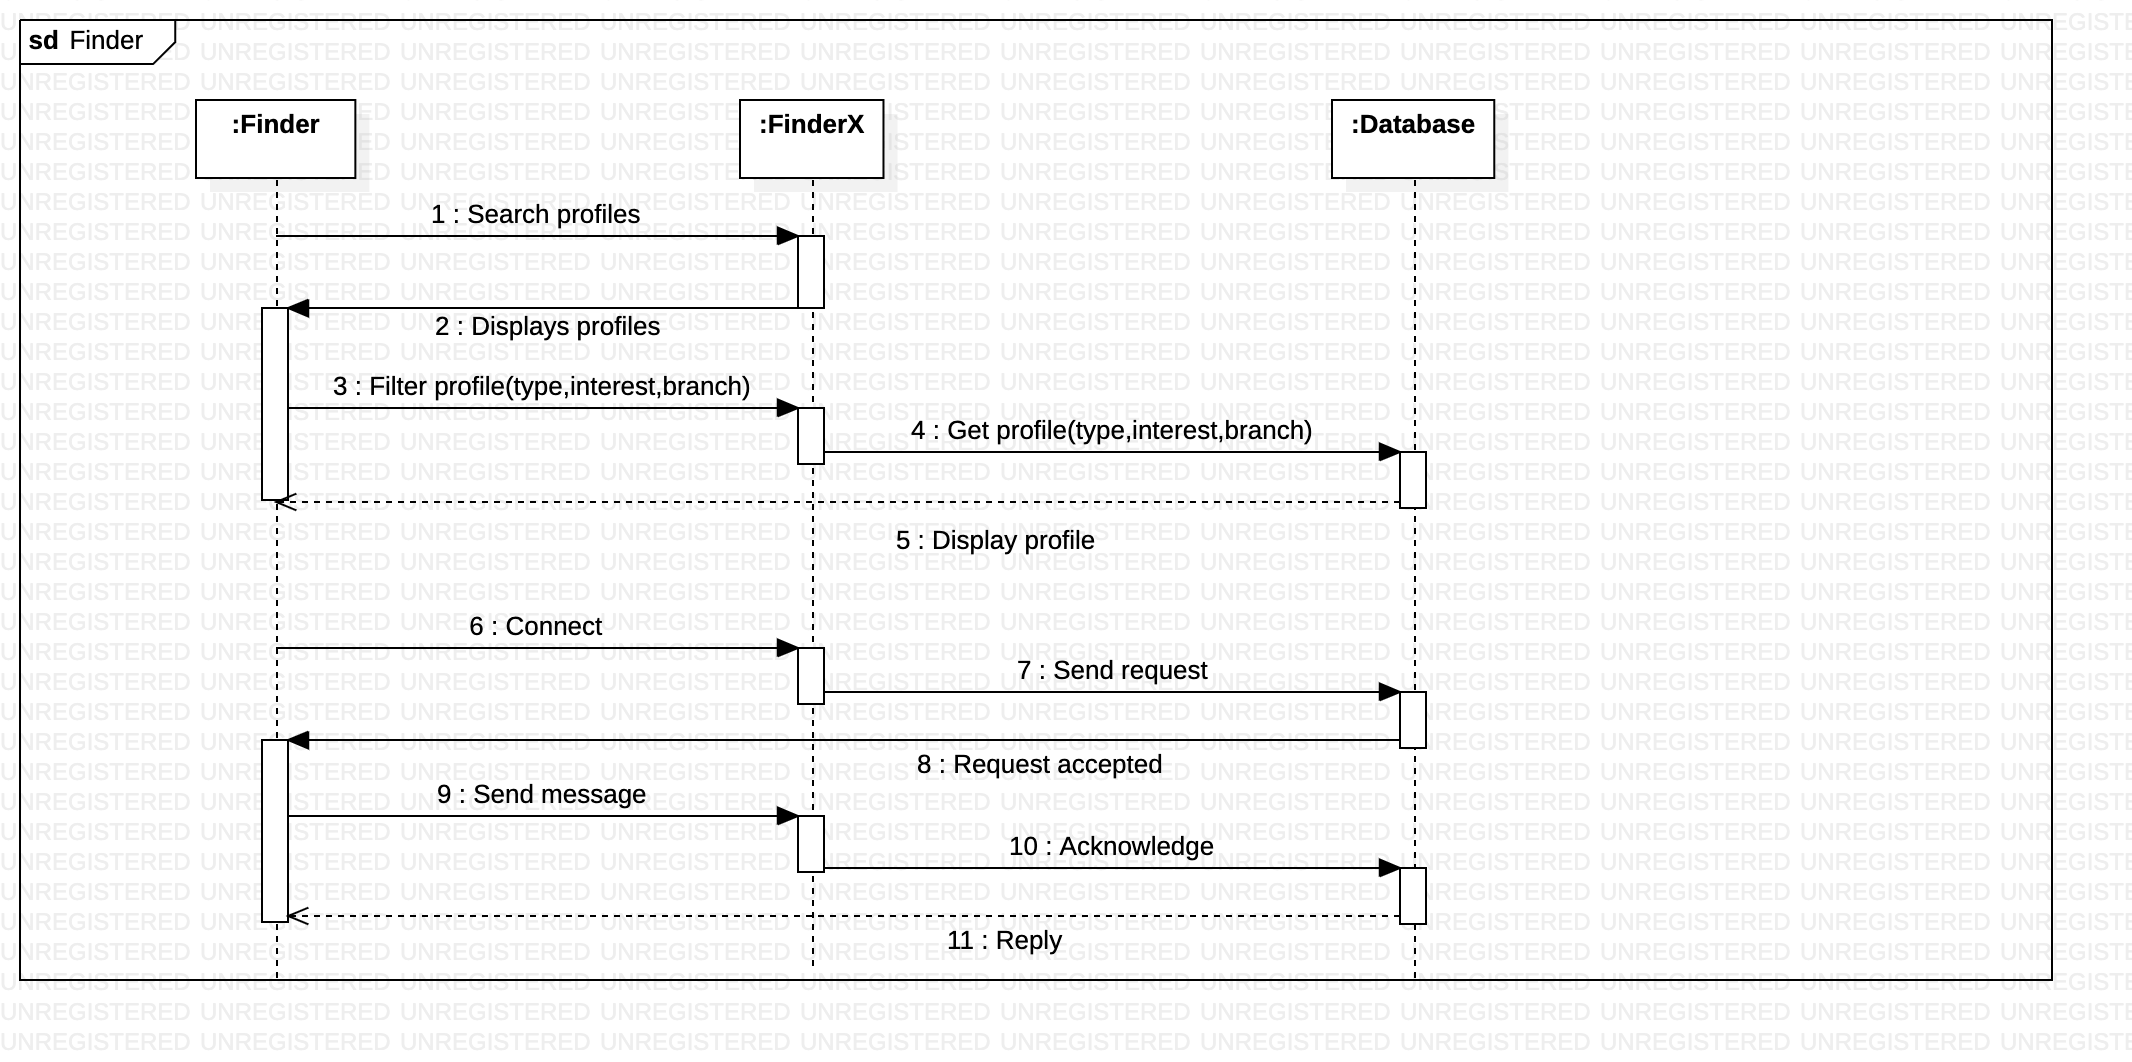 sd Finder
:Finder
:FinderX
:Database
1 : Search profiles
2 : Displays profiles
3 : Filter profile(type,interest,branch)
4 : Get profile(type,interest,branch)
5 : Display profile
6 : Connect
7 : Send request
8 : Request accepted
9 : Send message
10 : Acknowledge
11 : Reply
UNREGISTERED